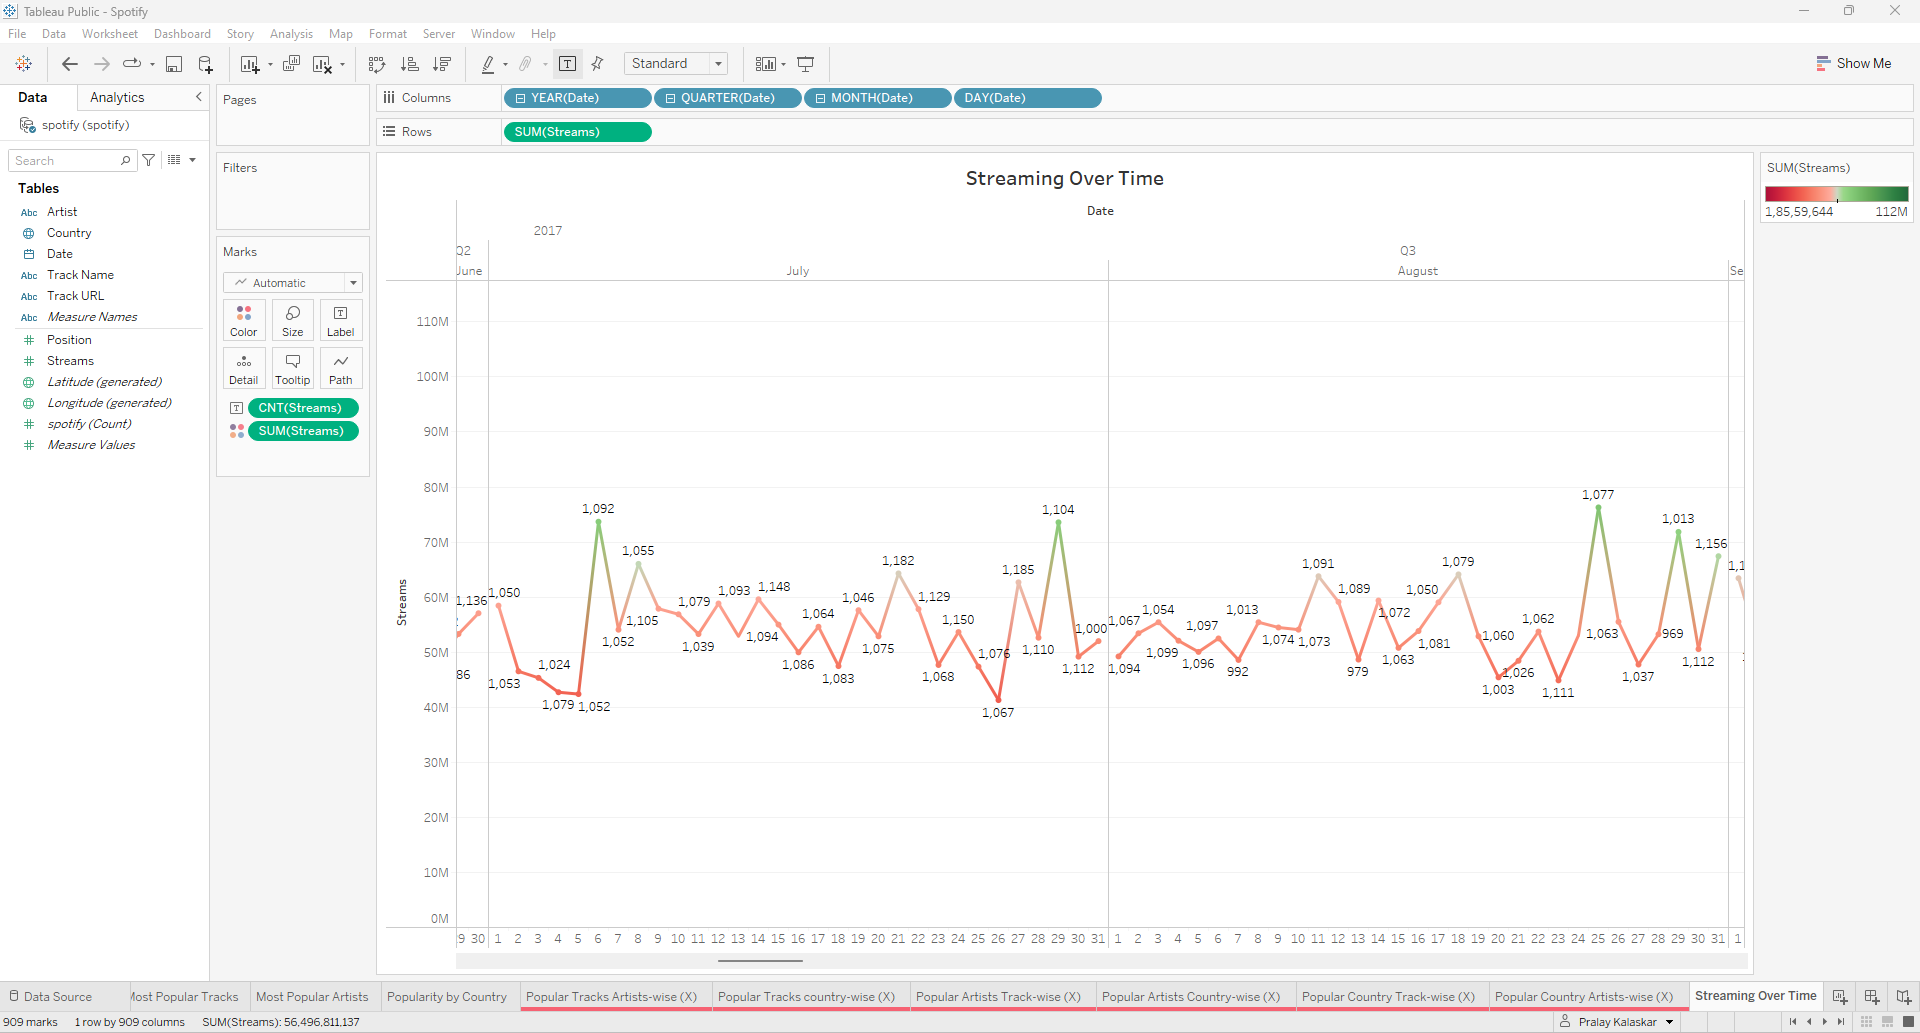 Tableau Public - Spotify
File Data Worksheet Dashboard Story Analysis Map Format Server Window Help
Standard
Show Me
Data Analytics
spotify (spotify)
Search
Tables
Abc Artist
Country
Date
Abc Track Name
Abc Track URL
Abc Measure Names
Position
Streams
Latitude (generated)
Longitude (generated)
spotify (Count)
Measure Values
Pages
Filters
Marks
Automatic
Color Size Label
Detail Tooltip Path
CNT(Streams)
SUM(Streams)
Columns YEAR(Date) QUARTER(Date) MONTH(Date) DAY(Date)
Rows SUM(Streams)
Streaming Over Time
Date
2017
Q2 Q3
June July August Se
110M
100M
90M
80M
70M
60M
50M
40M
30M
20M
10M
0M
Streams
1,077
1,092 1,104 1,013
1,055 1,156
1,182 1,185 1,091 1,079 1,1
1,136 1,050 1,079 1,093 1,148 1,046 1,129 1,054 1,089 1,050
1,105 1,064 1,150 1,000 1,067 1,097 1,013 1,072 1,062
1,052 1,039 1,094 1,075 1,076 1,110 1,099 1,074 1,073 1,081 1,060 1,063 969
86 1,053 1,024 1,086 1,083 1,068 1,112 1,094 1,096 992 979 1,063 1,026 1,037 1,112
1,079 1,052 1,067 1,003 1,111
9 30 1 2 3 4 5 6 7 8 9 10 11 12 13 14 15 16 17 18 19 20 21 22 23 24 25 26 27 28 29 30 31 1 2 3 4 5 6 7 8 9 10 11 12 13 14 15 16 17 18 19 20 21 22 23 24 25 26 27 28 29 30 31 1
SUM(Streams)
1,85,59,644 112M
Data Source Most Popular Tracks Most Popular Artists Popularity by Country Popular Tracks Artists-wise (X) Popular Tracks country-wise (X) Popular Artists Track-wise (X) Popular Artists Country-wise (X) Popular Country Track-wise (X) Popular Country Artists-wise (X) Streaming Over Time
909 marks 1 row by 909 columns SUM(Streams): 56,496,811,137 Pralay Kalaskar